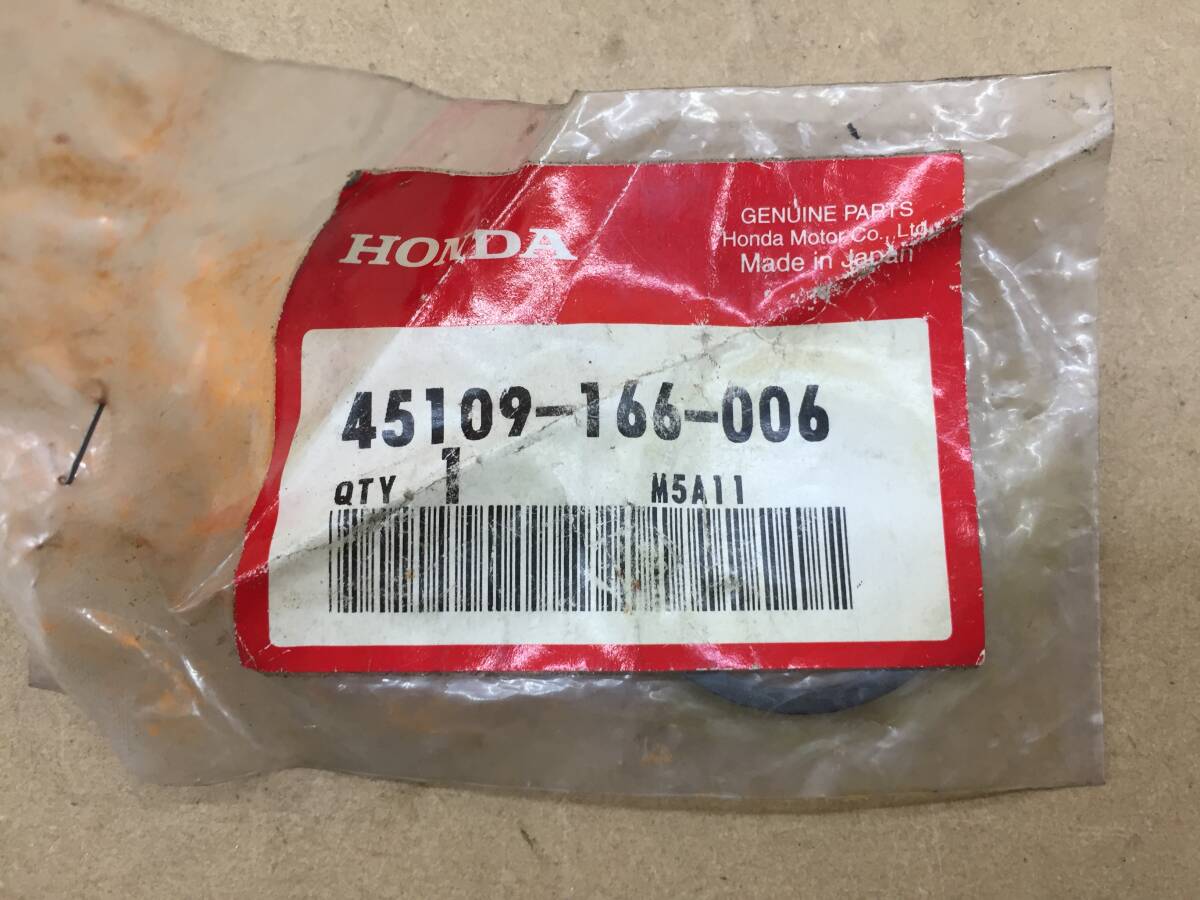 HONDA
GENUINE PARTS
Honda Motor Co., Ltd.
Made in Japan
45109-166-006
QTY 1 M5A11